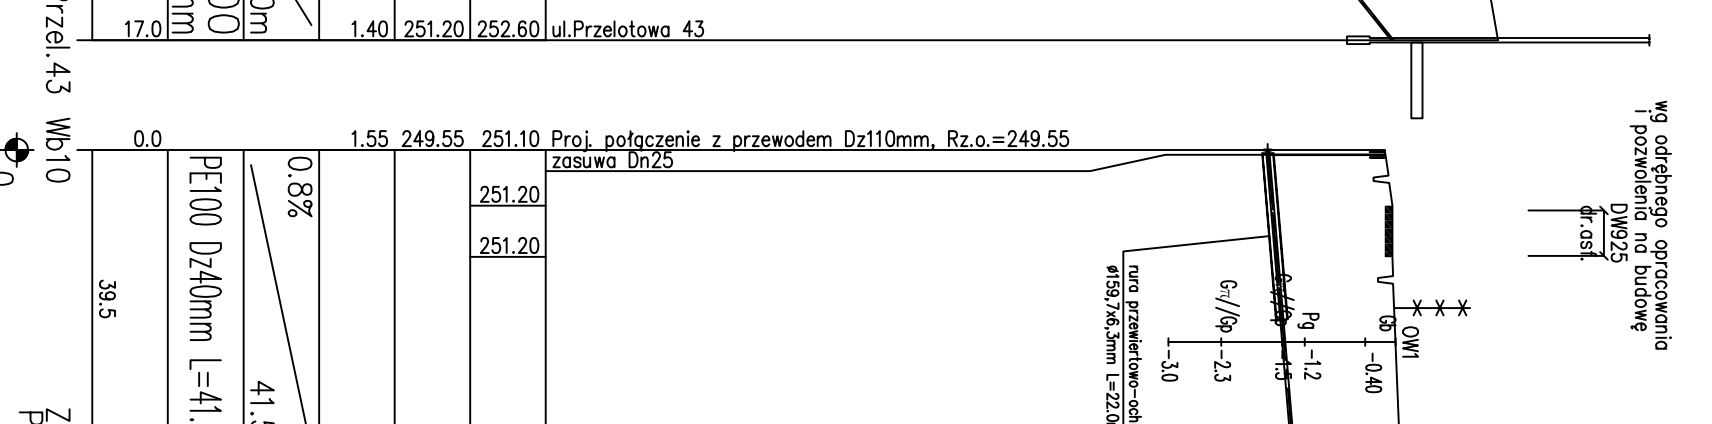 17.0 1.40 251.20 252.60 ul.Przelotowa 43
0.0 1.55 249.55 251.10 Proj. połączenie z przewodem Dz110mm, Rz.o.=249.55
zasuwa Dn25
251.20
251.20
wg odrębnego opracowania
i pozwolenia na budowę
DW925
dr.asf.
OW1
Gb
Pg
Gπ//Gp
-0.40
-1.2
-1.5
-2.3
-3.0
rura przewiertowo-och
ø159,7x6,3mm L=22.0
0.8%
41.5
PE100 Dz40mm L=41.
39.5
Przel.43 Wb10